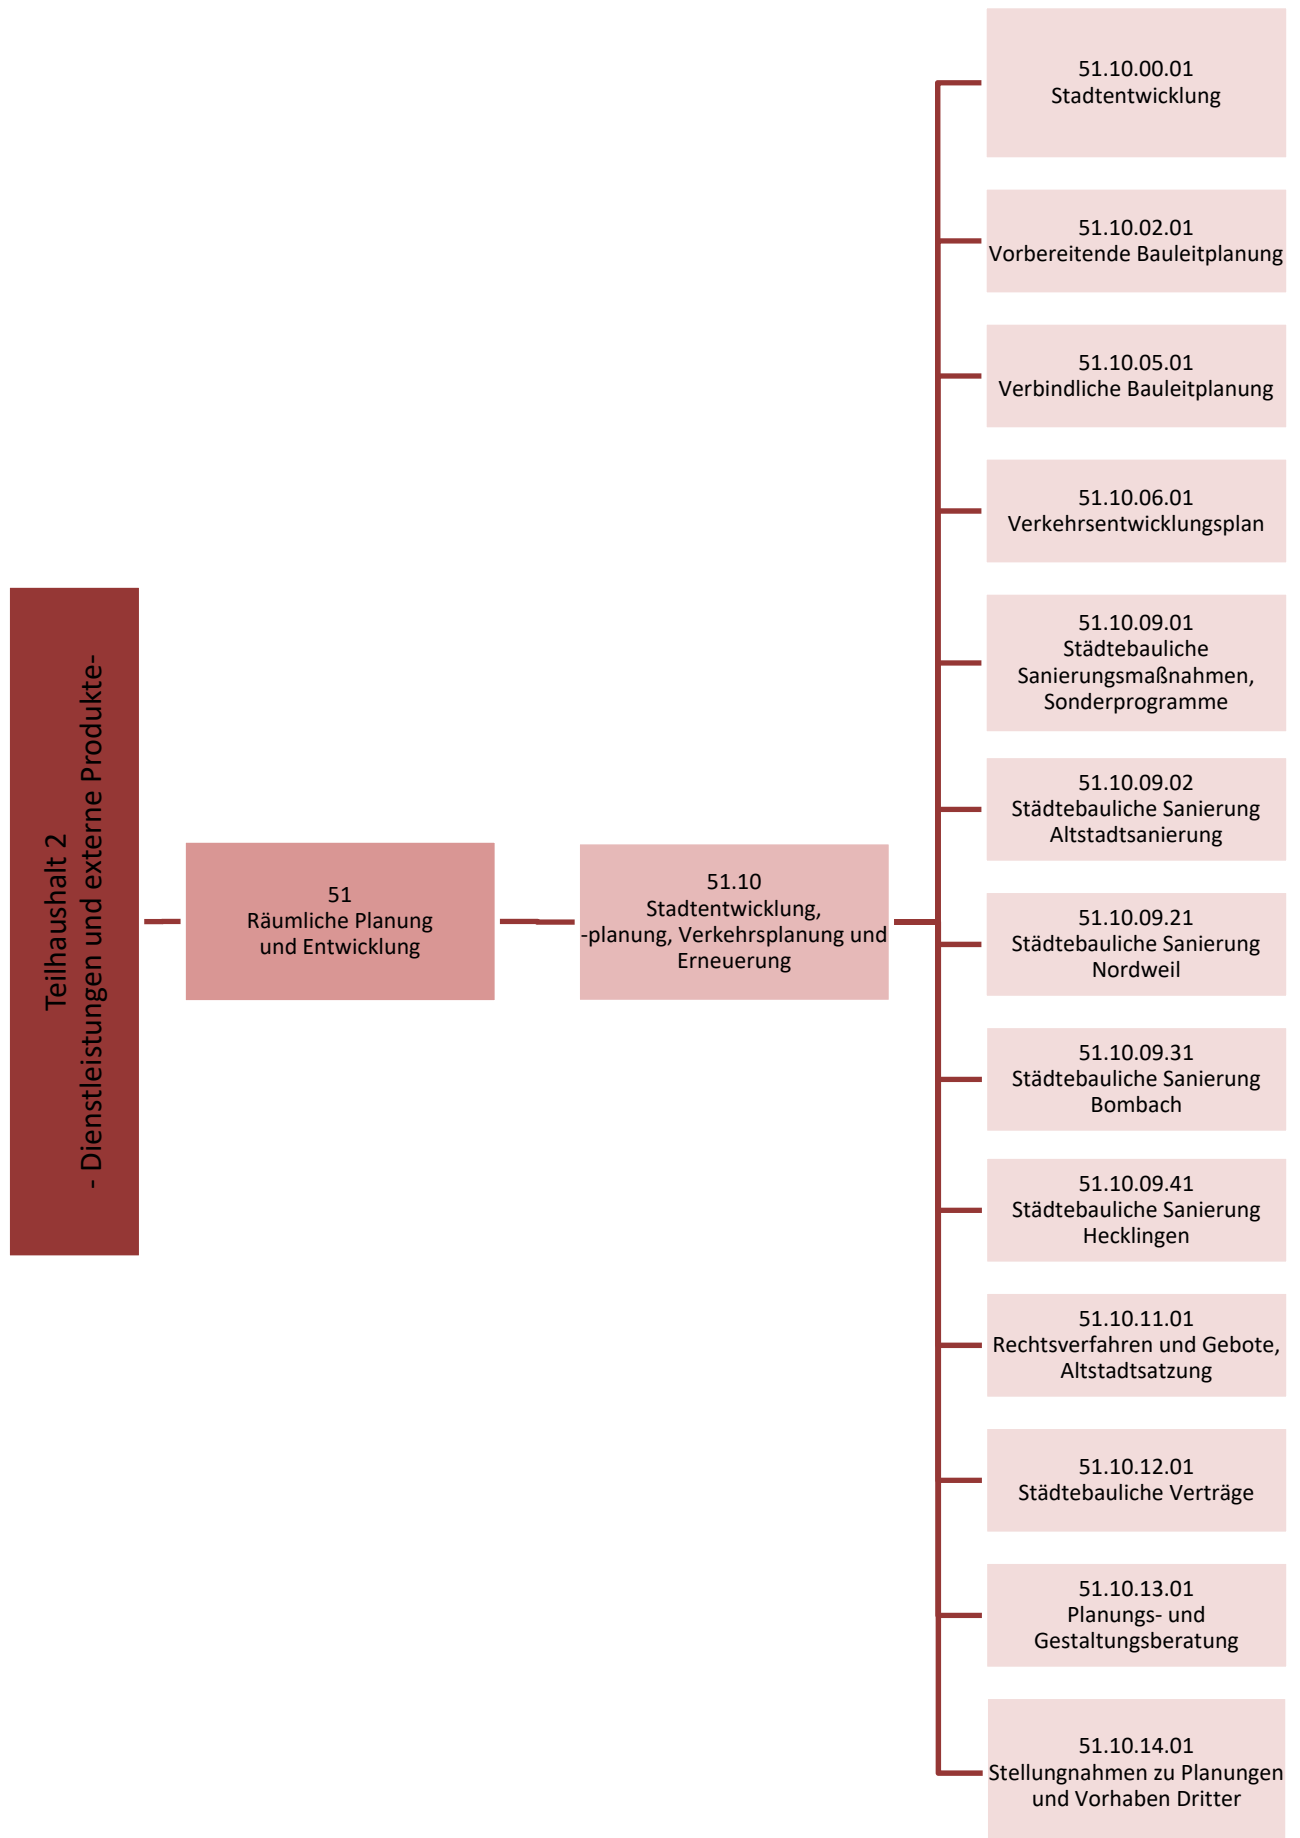 Teilhaushalt 2
- Dienstleistungen und externe Produkte-
51
Räumliche Planung
und Entwicklung
51.10
Stadtentwicklung,
-planung, Verkehrsplanung und
Erneuerung
51.10.00.01
Stadtentwicklung
51.10.02.01
Vorbereitende Bauleitplanung
51.10.05.01
Verbindliche Bauleitplanung
51.10.06.01
Verkehrsentwicklungsplan
51.10.09.01
Städtebauliche
Sanierungsmaßnahmen,
Sonderprogramme
51.10.09.02
Städtebauliche Sanierung
Altstadtsanierung
51.10.09.21
Städtebauliche Sanierung
Nordweil
51.10.09.31
Städtebauliche Sanierung
Bombach
51.10.09.41
Städtebauliche Sanierung
Hecklingen
51.10.11.01
Rechtsverfahren und Gebote,
Altstadtsatzung
51.10.12.01
Städtebauliche Verträge
51.10.13.01
Planungs- und
Gestaltungsberatung
51.10.14.01
Stellungnahmen zu Planungen
und Vorhaben Dritter